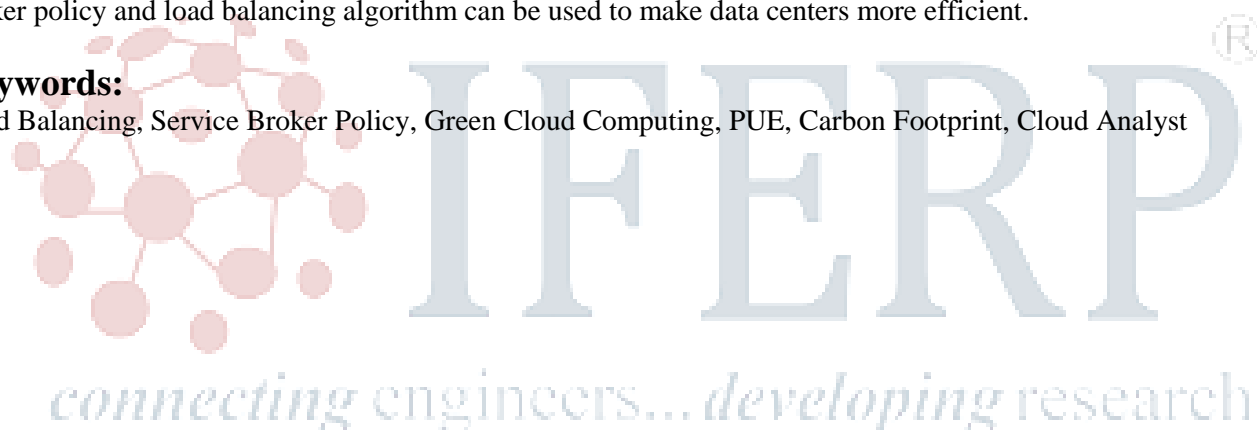 ker policy and load balancing algorithm can be used to make data centers more efficient.
ywords:
d Balancing, Service Broker Policy, Green Cloud Computing, PUE, Carbon Footprint, Cloud Analyst
IFERP
®
connecting engineers... developing research